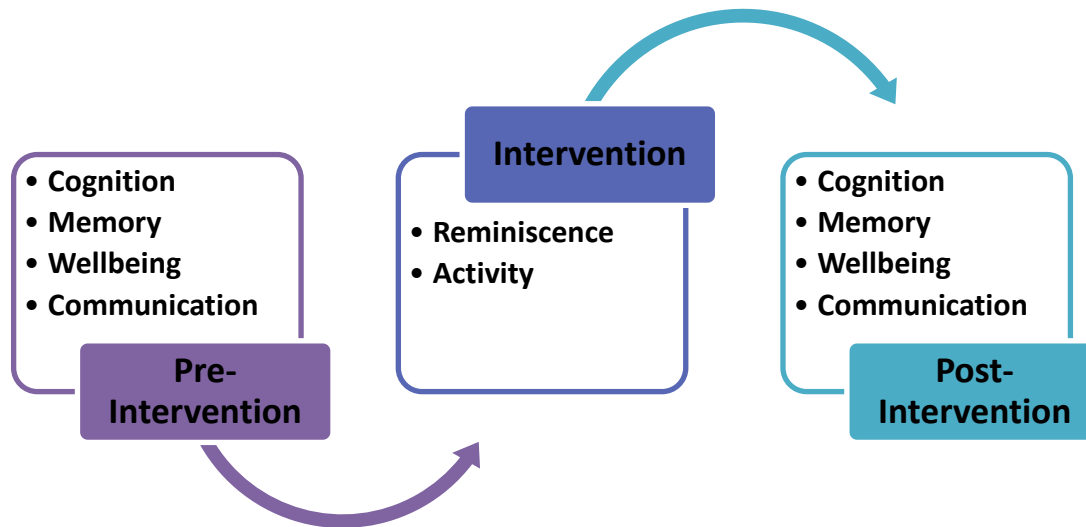 • Cognition
• Memory
• Wellbeing
• Communication
Pre-
Intervention
Intervention
• Reminiscence
• Activity
• Cognition
• Memory
• Wellbeing
• Communication
Post-
Intervention